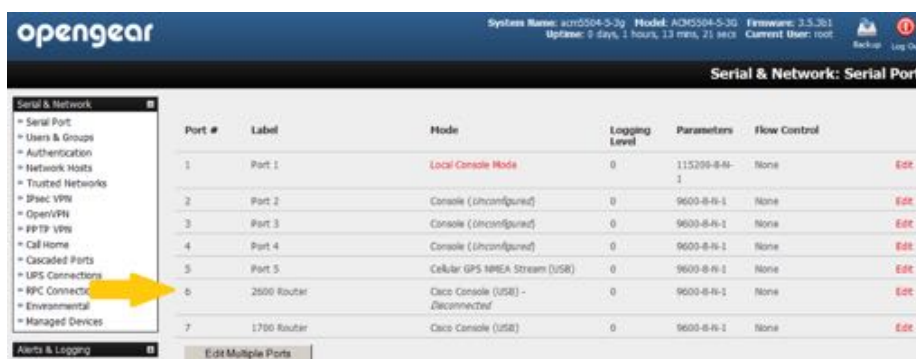 opengear
System Name: acm5504-5-3g Model: ACM5504-5-3G Firmware: 3.5.3b1
Uptime: 0 days, 1 hours, 13 mins, 21 secs Current User: root
Backup
Log Ou
Serial & Network: Serial Port
Serial & Network
Serial Port
Users & Groups
Authentication
Network Hosts
Trusted Networks
IPsec VPN
OpenVPN
PPTP VPN
Call Home
Cascaded Ports
UPS Connections
RPC Connectio
Environmental
Managed Devices
Alerts & Logging
Port # Label Mode Logging Level Parameters Flow Control
1 Port 1 Local Console Mode 0 115200-8-N-1 None Edit
2 Port 2 Console (Unconfigured) 0 9600-8-N-1 None Edit
3 Port 3 Console (Unconfigured) 0 9600-8-N-1 None Edit
4 Port 4 Console (Unconfigured) 0 9600-8-N-1 None Edit
5 Port 5 Cellular GPS NMEA Stream (USB) 0 9600-8-N-1 None Edit
6 2600 Router Cisco Console (USB) - Disconnected 0 9600-8-N-1 None Edit
7 1700 Router Cisco Console (USB) 0 9600-8-N-1 None Edit
Edit Multiple Ports